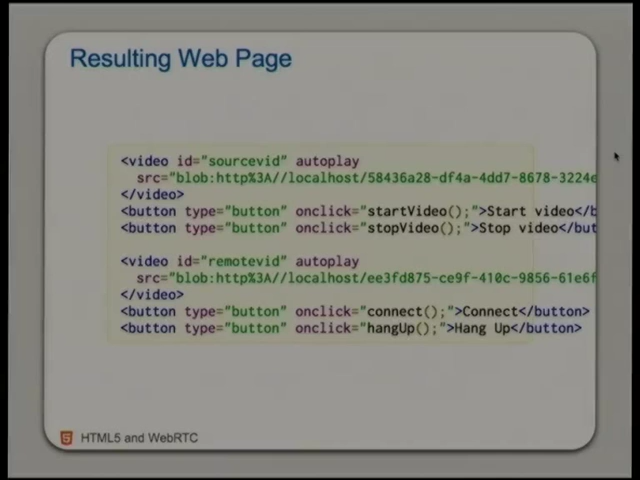 Resulting Web Page
<video id="sourcevid" autoplay
src="blob:http%3A//localhost/58436a28-df4a-4dd7-8678-3224e
</video>
<button type="button" onclick="startVideo();">Start video</b
<button type="button" onclick="stopVideo();">Stop video</but
<video id="remotevid" autoplay
src="blob:http%3A//localhost/ee3fd875-ce9f-410c-9856-61e6f
</video>
<button type="button" onclick="connect();">Connect</button>
<button type="button" onclick="hangUp();">Hang Up</button>
HTML5 and WebRTC